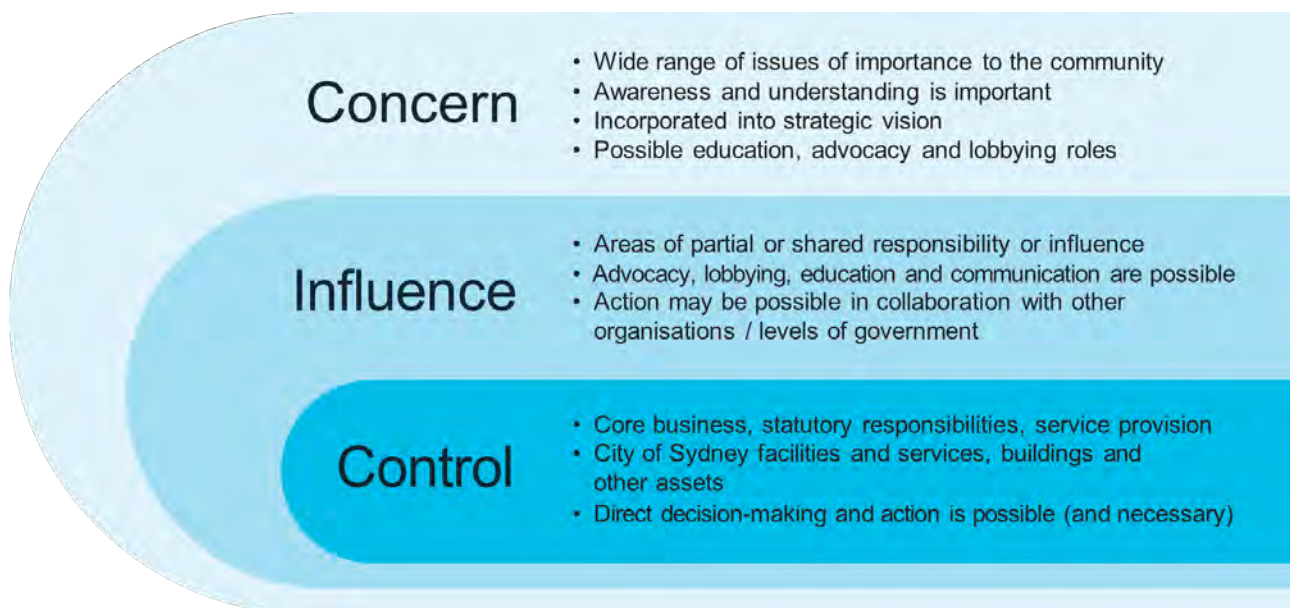 Concern
• Wide range of issues of importance to the community
• Awareness and understanding is important
• Incorporated into strategic vision
• Possible education, advocacy and lobbying roles
Influence
• Areas of partial or shared responsibility or influence
• Advocacy, lobbying, education and communication are possible
• Action may be possible in collaboration with other
organisations / levels of government
Control
• Core business, statutory responsibilities, service provision
• City of Sydney facilities and services, buildings and
other assets
• Direct decision-making and action is possible (and necessary)